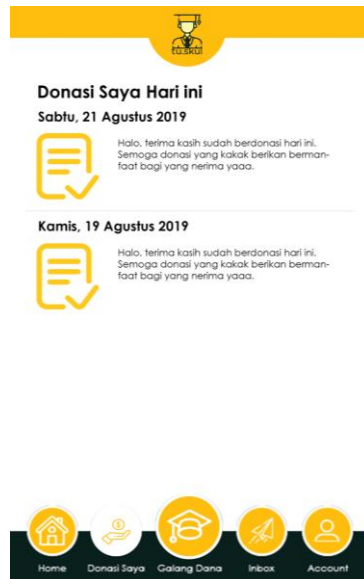 Donasi Saya Hari ini
Sabtu, 21 Agustus 2019
Halo, terima kasih sudah berdonasi hari ini.
Semoga donasi yang kakak berikan berman-
faat bagi yang nerima yaaa.
Kamis, 19 Agustus 2019
Halo, terima kasih sudah berdonasi hari ini.
Semoga donasi yang kakak berikan berman-
faat bagi yang nerima yaaa.
Home Donasi Saya Galang Dana Inbox Account